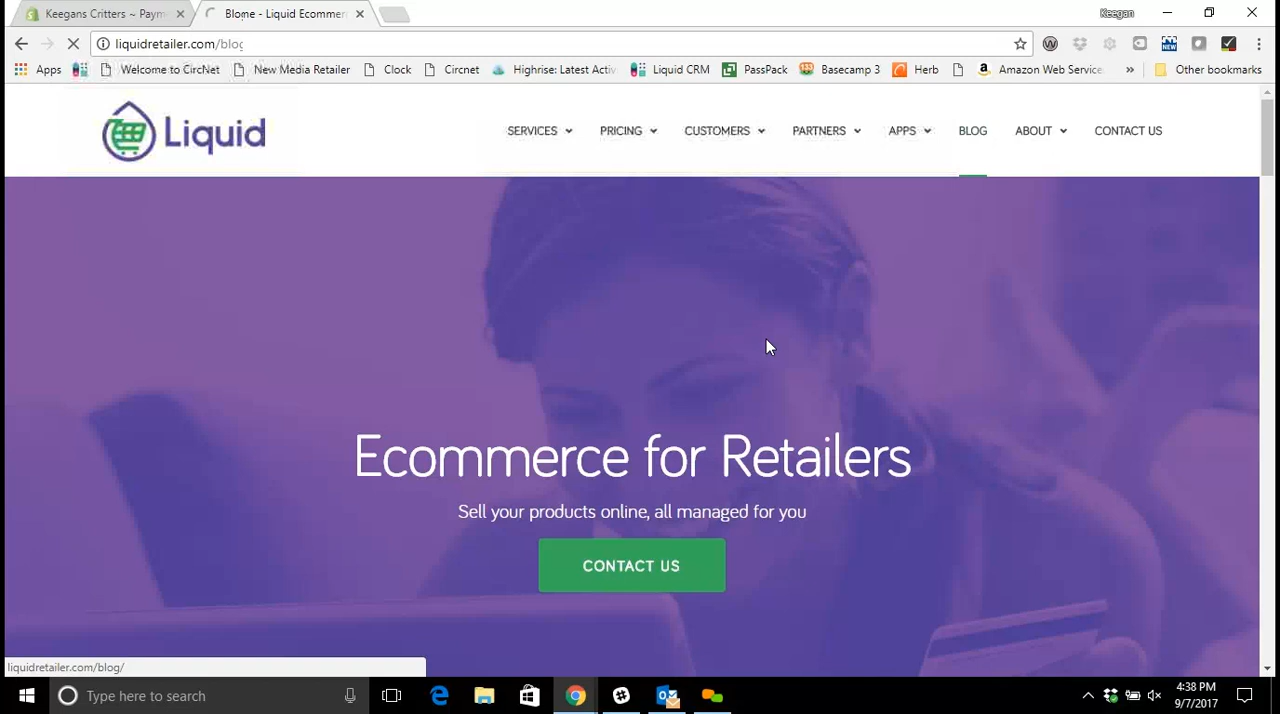 Keegans Critters ~ Paym
Liquid Ecommer
Keegan
liquidretailer.com/blog
Apps
Welcome to CircNet
New Media Retailer
Clock
Circnet
Highrise: Latest Activ
Liquid CRM
PassPack
Basecamp 3
Herb
Amazon Web Service
»
Other bookmarks
Liquid
SERVICES
PRICING
CUSTOMERS
PARTNERS
APPS
BLOG
ABOUT
CONTACT US
Ecommerce for Retailers
Sell your products online, all managed for you
CONTACT US
liquidretailer.com/blog/
Type here to search
4:38 PM
9/7/2017